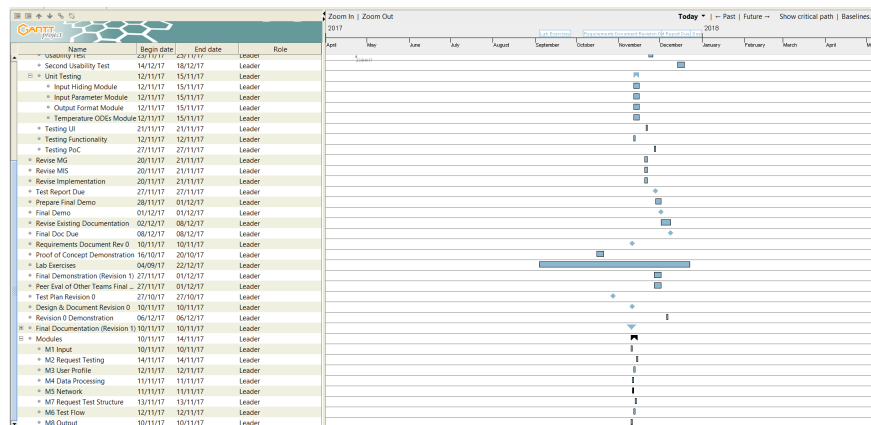 Zoom In | Zoom Out
Today
← Past | Future →
Show critical path | Baselines...
GANTT project
2017
2018
Lab Exercises
April May June July August September October November December January February March April M
Name Begin date End date Role
Usability Test 23/11/17 23/11/17 Leader
Second Usability Test 14/12/17 18/12/17 Leader
Unit Testing 12/11/17 15/11/17 Leader
Input Hiding Module 12/11/17 15/11/17 Leader
Input Parameter Module 12/11/17 15/11/17 Leader
Output Format Module 12/11/17 15/11/17 Leader
Temperature ODEs Module 12/11/17 15/11/17 Leader
Testing UI 21/11/17 21/11/17 Leader
Testing Functionality 12/11/17 12/11/17 Leader
Testing PoC 27/11/17 27/11/17 Leader
Revise MG 20/11/17 21/11/17 Leader
Revise MIS 20/11/17 21/11/17 Leader
Revise Implementation 20/11/17 21/11/17 Leader
Test Report Due 27/11/17 27/11/17 Leader
Prepare Final Demo 28/11/17 01/12/17 Leader
Final Demo 01/12/17 01/12/17 Leader
Revise Existing Documentation 02/12/17 08/12/17 Leader
Final Doc Due 08/12/17 08/12/17 Leader
Requirements Document Rev 0 10/11/17 10/11/17 Leader
Proof of Concept Demonstration 16/10/17 20/10/17 Leader
Lab Exercises 04/09/17 22/12/17 Leader
Final Demonstration (Revision 1) 27/11/17 01/12/17 Leader
Peer Eval of Other Teams Final ... 27/11/17 01/12/17 Leader
Test Plan Revision 0 27/10/17 27/10/17 Leader
Design & Document Revision 0 10/11/17 10/11/17 Leader
Revision 0 Demonstration 06/12/17 06/12/17 Leader
Final Documentation (Revision 1) 10/11/17 10/11/17 Leader
Modules 10/11/17 14/11/17 Leader
M1 Input 10/11/17 10/11/17 Leader
M2 Request Testing 14/11/17 14/11/17 Leader
M3 User Profile 12/11/17 12/11/17 Leader
M4 Data Processing 11/11/17 11/11/17 Leader
M5 Network 11/11/17 11/11/17 Leader
M7 Request Test Structure 13/11/17 13/11/17 Leader
M6 Test Flow 12/11/17 12/11/17 Leader
M8 Output 10/11/17 10/11/17 Leader